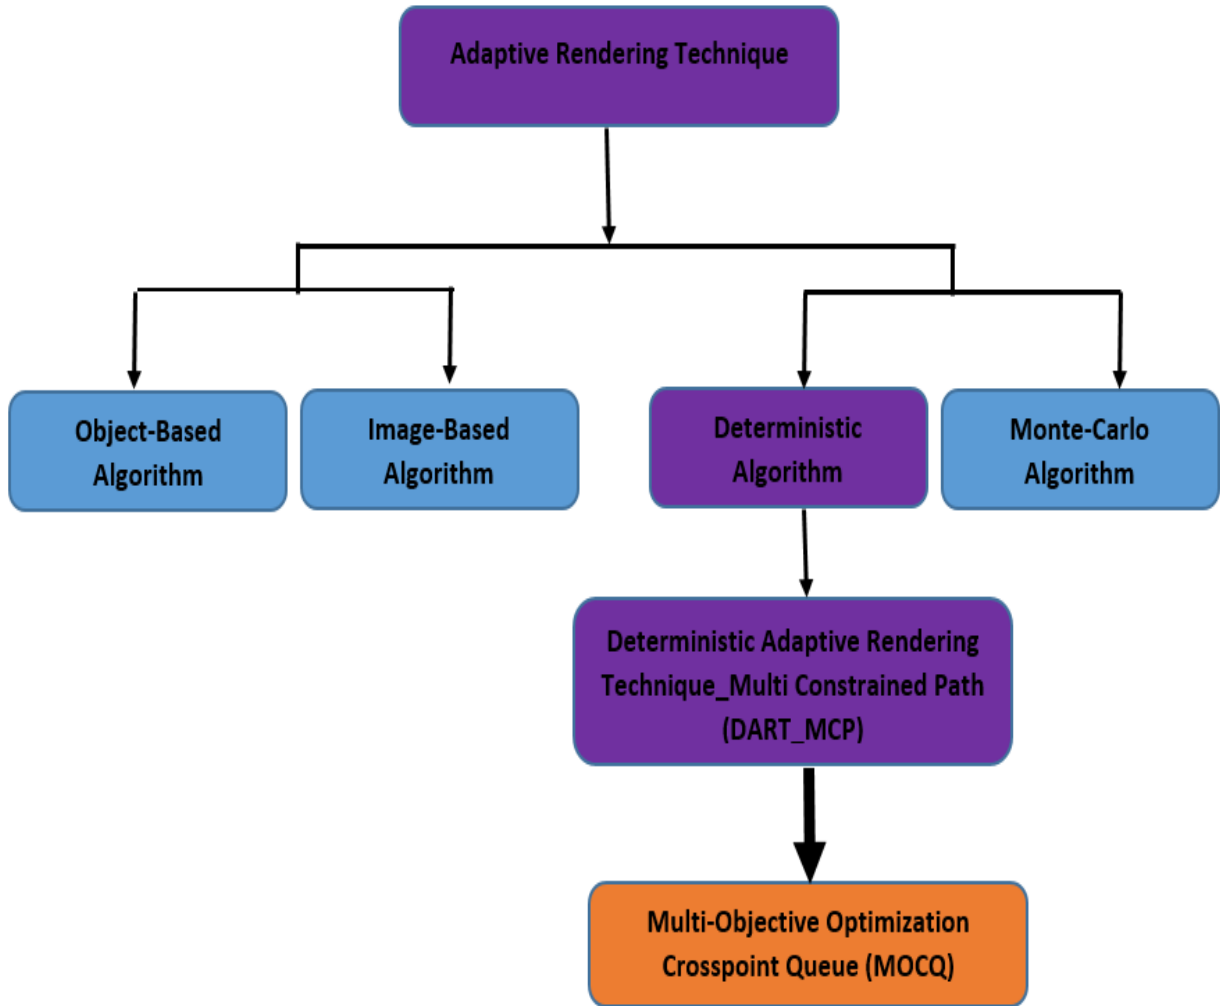 Adaptive Rendering Technique
Object-Based
Algorithm
Image-Based
Algorithm
Deterministic
Algorithm
Monte-Carlo
Algorithm
Deterministic Adaptive Rendering
Technique_Multi Constrained Path
(DART_MCP)
Multi-Objective Optimization
Crosspoint Queue (MOCQ)